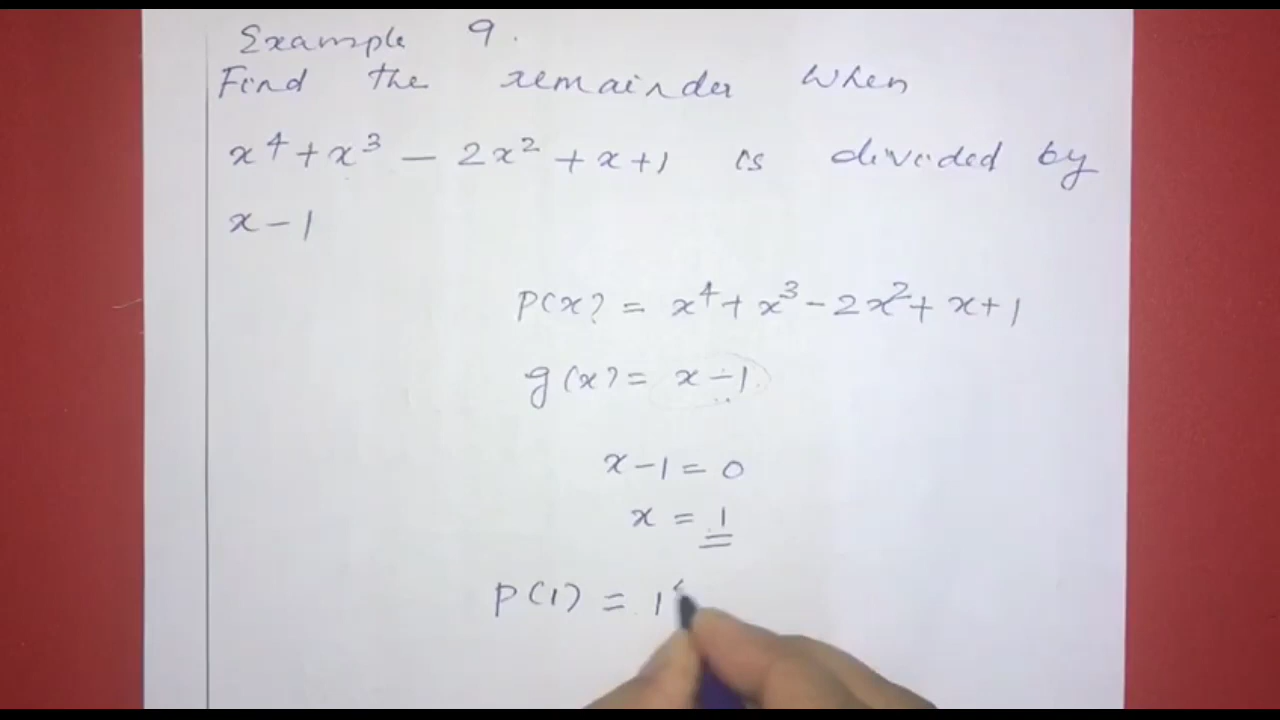 Example 9.
Find the remainder when
x⁴ + x³ - 2x² + x + 1 is divided by
x - 1
P(x) = x⁴ + x³ - 2x² + x + 1
g(x) = x - 1
x - 1 = 0
x = 1
P(1) = 1